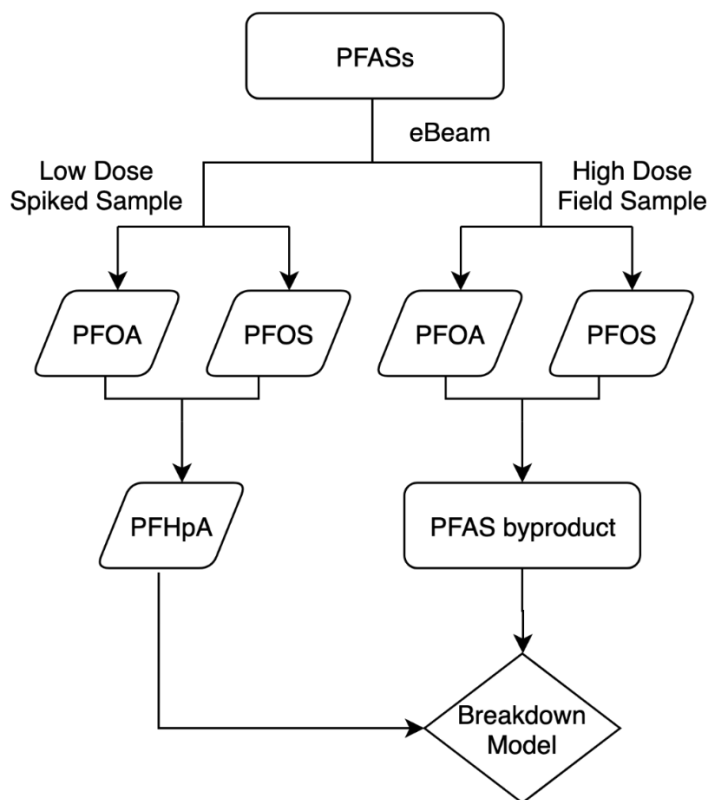 PFASs
eBeam
Low Dose
Spiked Sample
High Dose
Field Sample
PFOA
PFOS
PFOA
PFOS
PFHpA
PFAS byproduct
Breakdown
Model